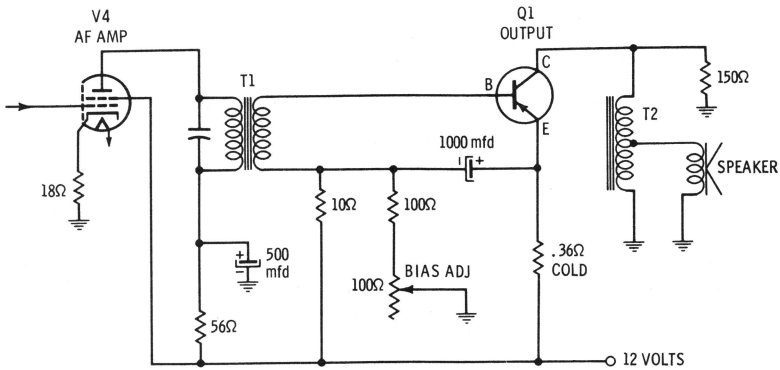 V4
AF AMP
Q1
OUTPUT
T1
B
C
E
150Ω
T2
1000 mfd
- +
SPEAKER
18Ω
10Ω
100Ω
+
-
500
mfd
100Ω
BIAS ADJ
.36Ω
COLD
56Ω
12 VOLTS